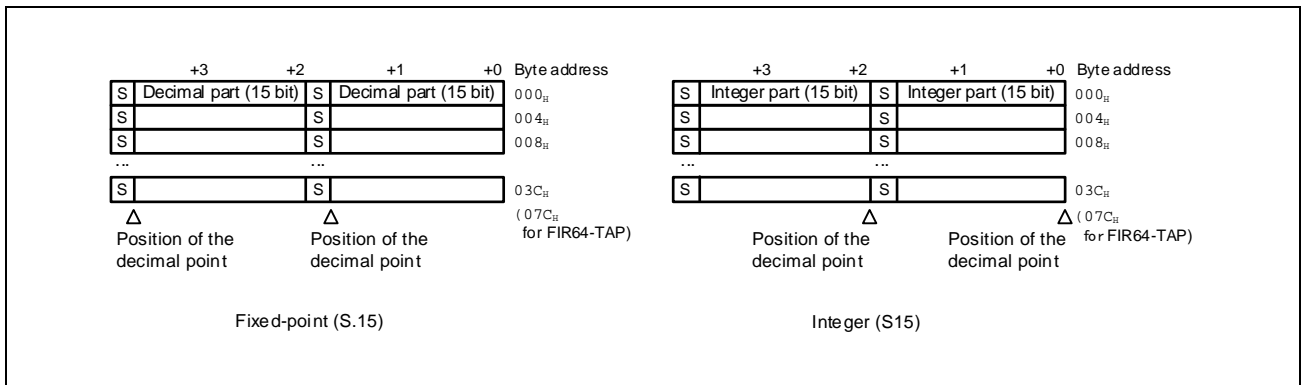 +3 +2 +1 +0 Byte address
S Decimal part (15 bit) S Decimal part (15 bit) 000H
S S 004H
S S 008H
... ...
S S 03CH
(07CH
for FIR64-TAP)
Position of the
decimal point
Position of the
decimal point
Fixed-point (S.15)
+3 +2 +1 +0 Byte address
S Integer part (15 bit) S Integer part (15 bit) 000H
S S 004H
S S 008H
... ...
S S 03CH
(07CH
for FIR64-TAP)
Position of the
decimal point
Position of the
decimal point
Integer (S15)